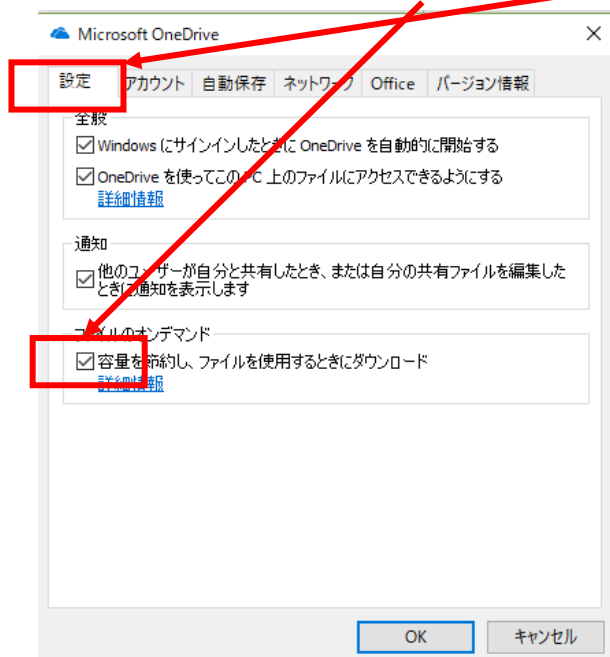 Microsoft OneDrive
設定 アカウント 自動保存 ネットワーク Office バージョン情報
全般
Windows にサインインしたときに OneDrive を自動的に開始する
OneDrive を使ってこの PC 上のファイルにアクセスできるようにする
詳細情報
通知
他のユーザーが自分と共有したとき、または自分の共有ファイルを編集した
ときに通知を表示します
ファイルのオンデマンド
容量を節約し、ファイルを使用するときにダウンロード
詳細情報
OK キャンセル